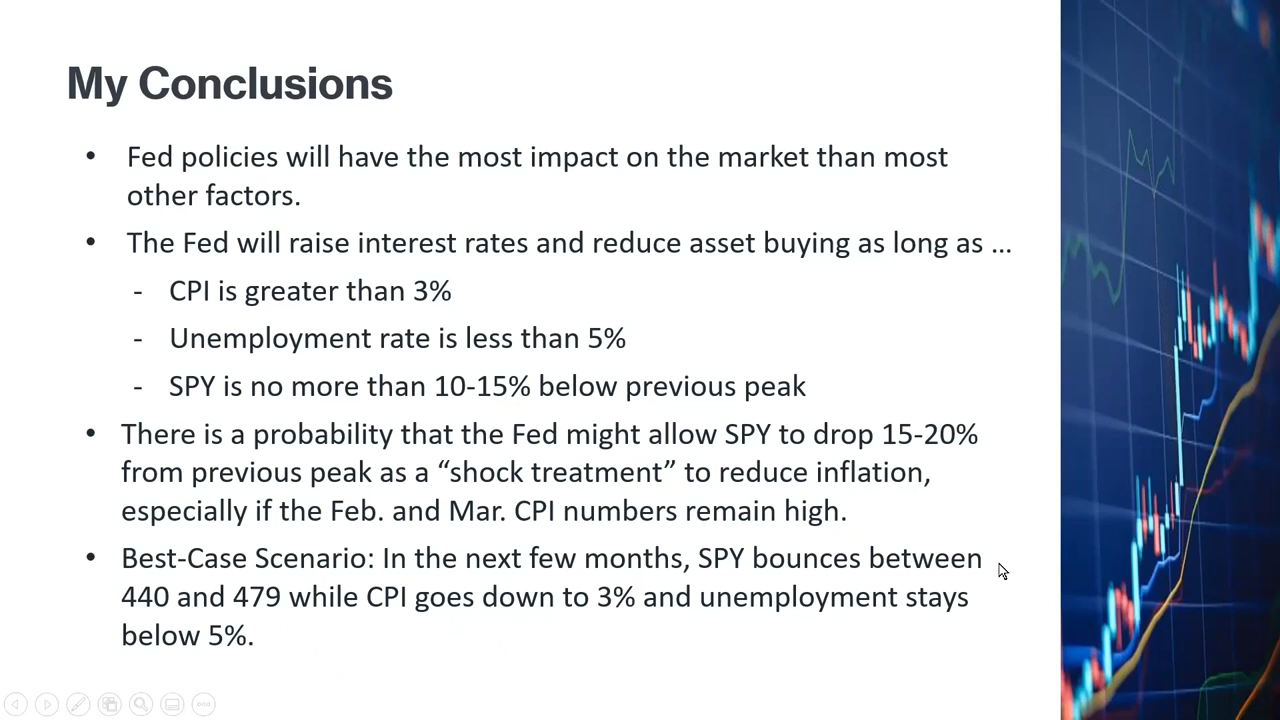 My Conclusions
• Fed policies will have the most impact on the market than most
other factors.
• The Fed will raise interest rates and reduce asset buying as long as ...
- CPI is greater than 3%
- Unemployment rate is less than 5%
- SPY is no more than 10-15% below previous peak
• There is a probability that the Fed might allow SPY to drop 15-20%
from previous peak as a “shock treatment” to reduce inflation,
especially if the Feb. and Mar. CPI numbers remain high.
• Best-Case Scenario: In the next few months, SPY bounces between
440 and 479 while CPI goes down to 3% and unemployment stays
below 5%.